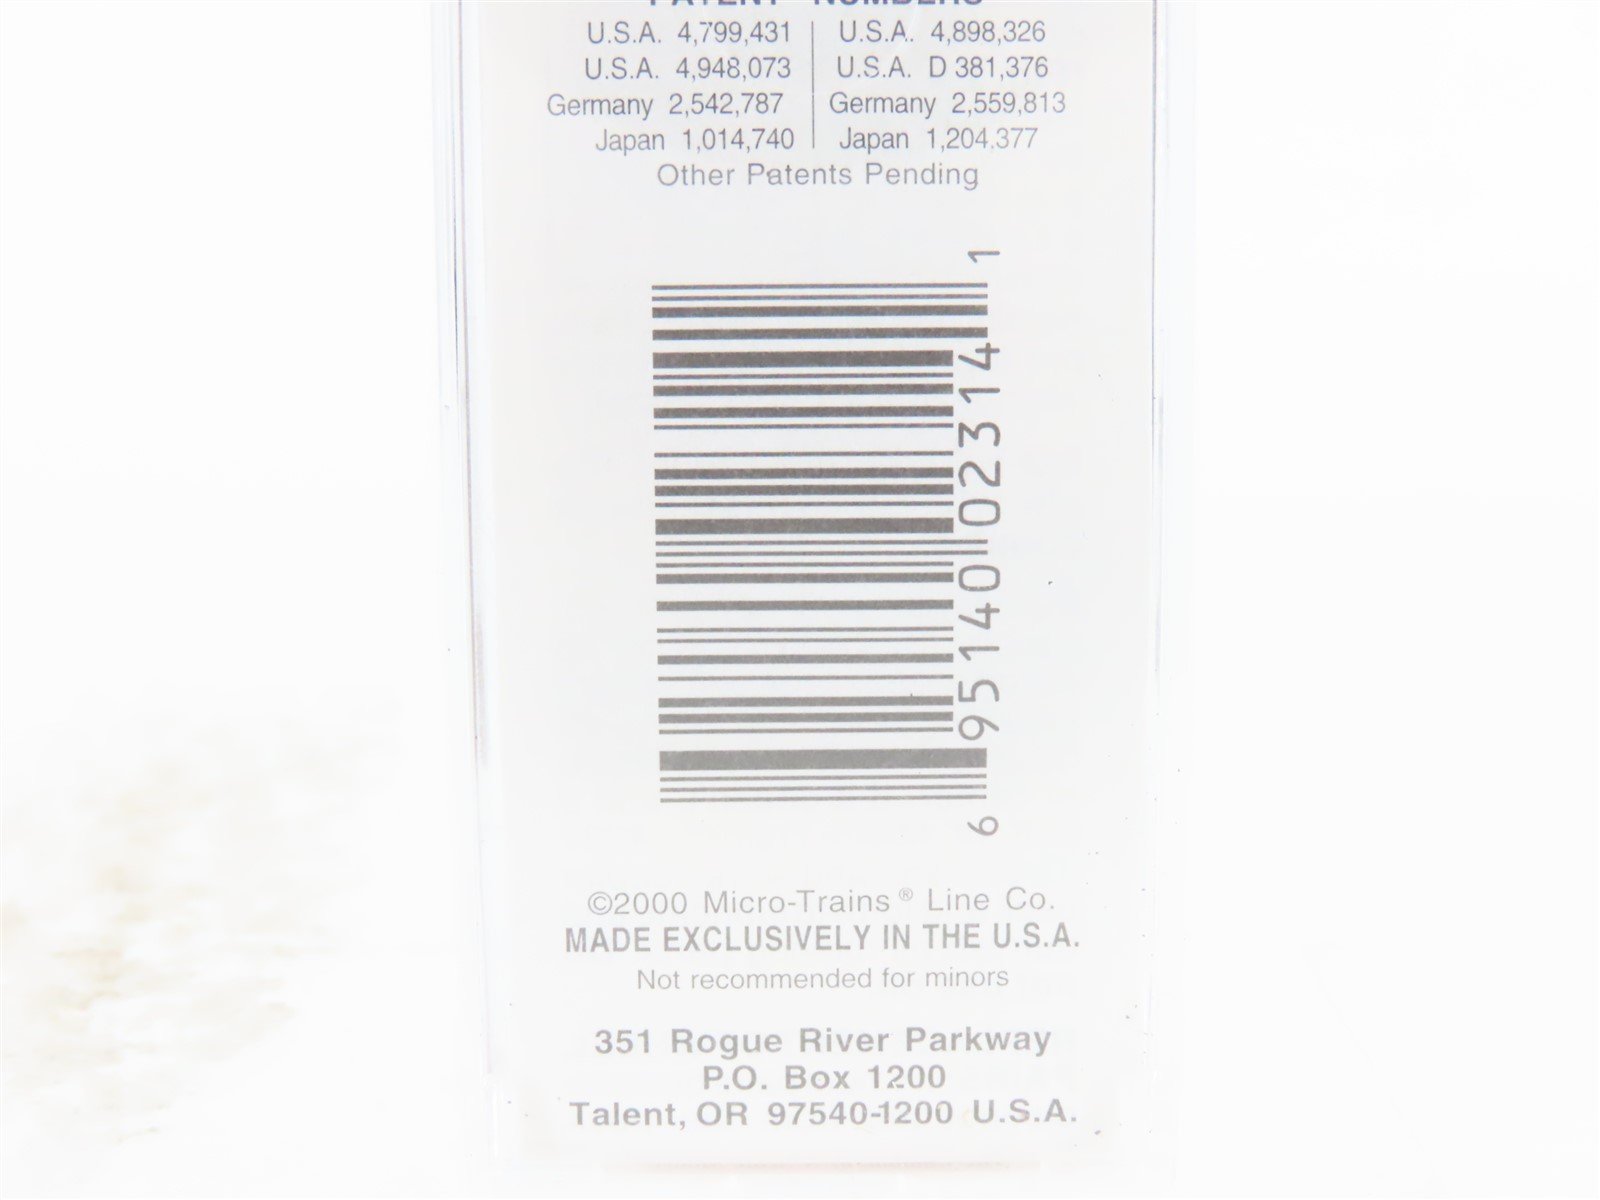 PATENT NUMBERS
U.S.A. 4,799,431 U.S.A. 4,898,326
U.S.A. 4,948,073 U.S.A. D 381,376
Germany 2,542,787 Germany 2,559,813
Japan 1,014,740 Japan 1,204.377
Other Patents Pending
6 95140 02314 1
©2000 Micro-Trains® Line Co.
MADE EXCLUSIVELY IN THE U.S.A.
Not recommended for minors
351 Rogue River Parkway
P.O. Box 1200
Talent, OR 97540-1200 U.S.A.